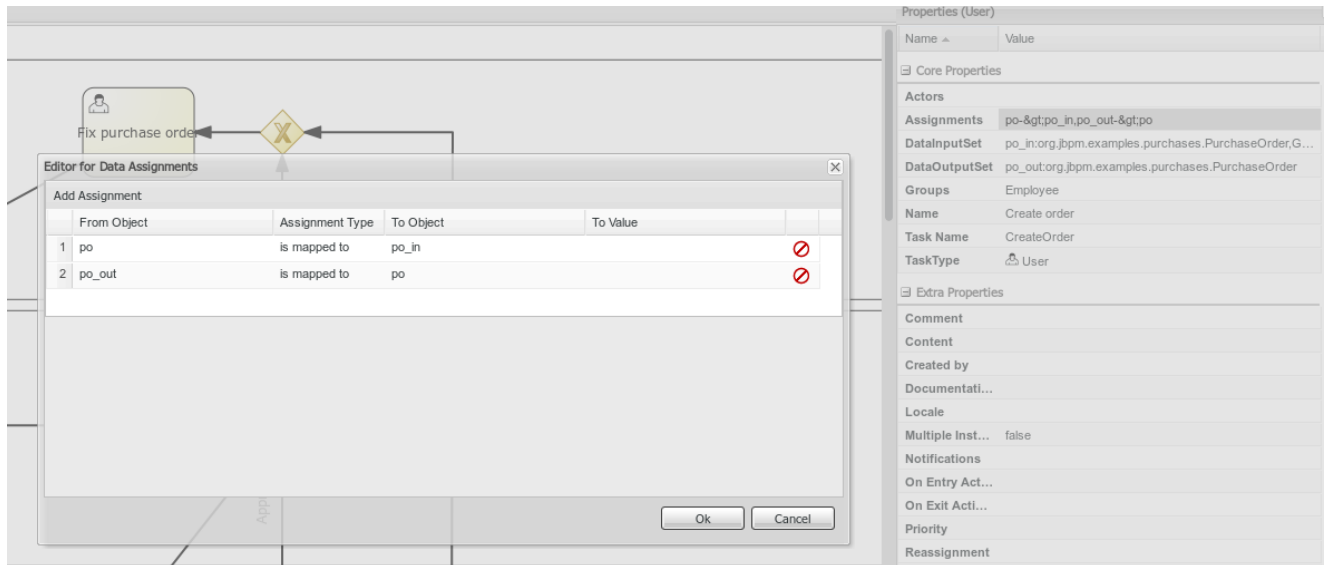 Properties (User)
Name Value
Core Properties
Actors
Assignments po-&gt;po_in,po_out-&gt;po
DataInputSet po_in:org.jbpm.examples.purchases.PurchaseOrder,G...
DataOutputSet po_out:org.jbpm.examples.purchases.PurchaseOrder
Groups Employee
Name Create order
Task Name CreateOrder
TaskType User
Extra Properties
Comment
Content
Created by
Documentati...
Locale
Multiple Inst... false
Notifications
On Entry Act...
On Exit Acti...
Priority
Reassignment
Fix purchase orde
X
Editor for Data Assignments
Add Assignment
From Object Assignment Type To Object To Value
1 po is mapped to po_in
2 po_out is mapped to po
Ok Cancel